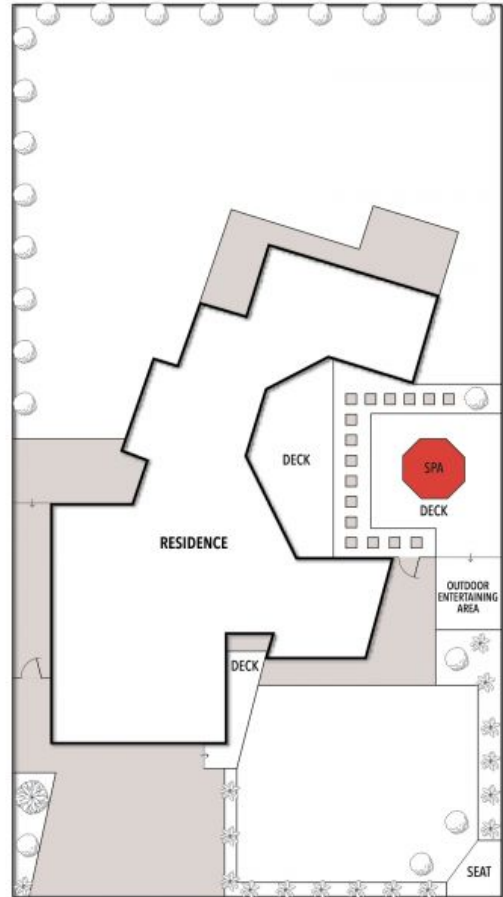 DECK
SPA
DECK
RESIDENCE
OUTDOOR
ENTERTAINING
AREA
DECK
SEAT